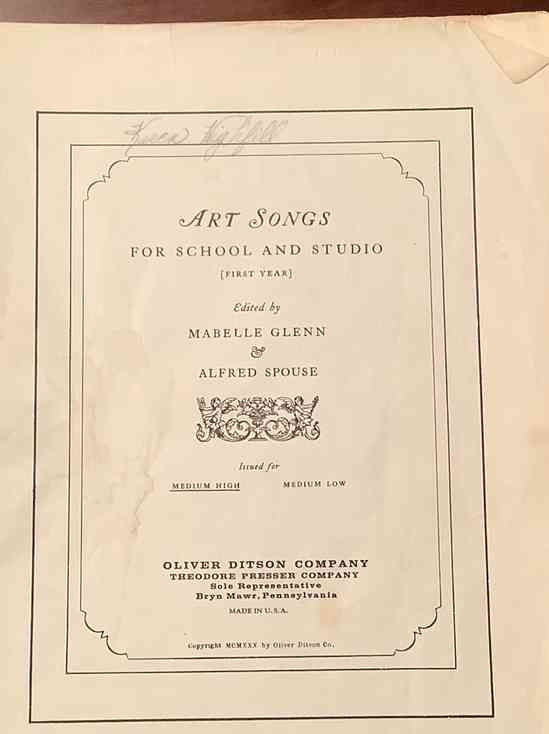 Karen Highfill
ART SONGS
FOR SCHOOL AND STUDIO
[FIRST YEAR]
Edited by
MABELLE GLENN
&
ALFRED SPOUSE
Issued for
MEDIUM HIGH MEDIUM LOW
OLIVER DITSON COMPANY
THEODORE PRESSER COMPANY
Sole Representative
Bryn Mawr, Pennsylvania
MADE IN U.S.A.
Copyright MCMXXX by Oliver Ditson Co.